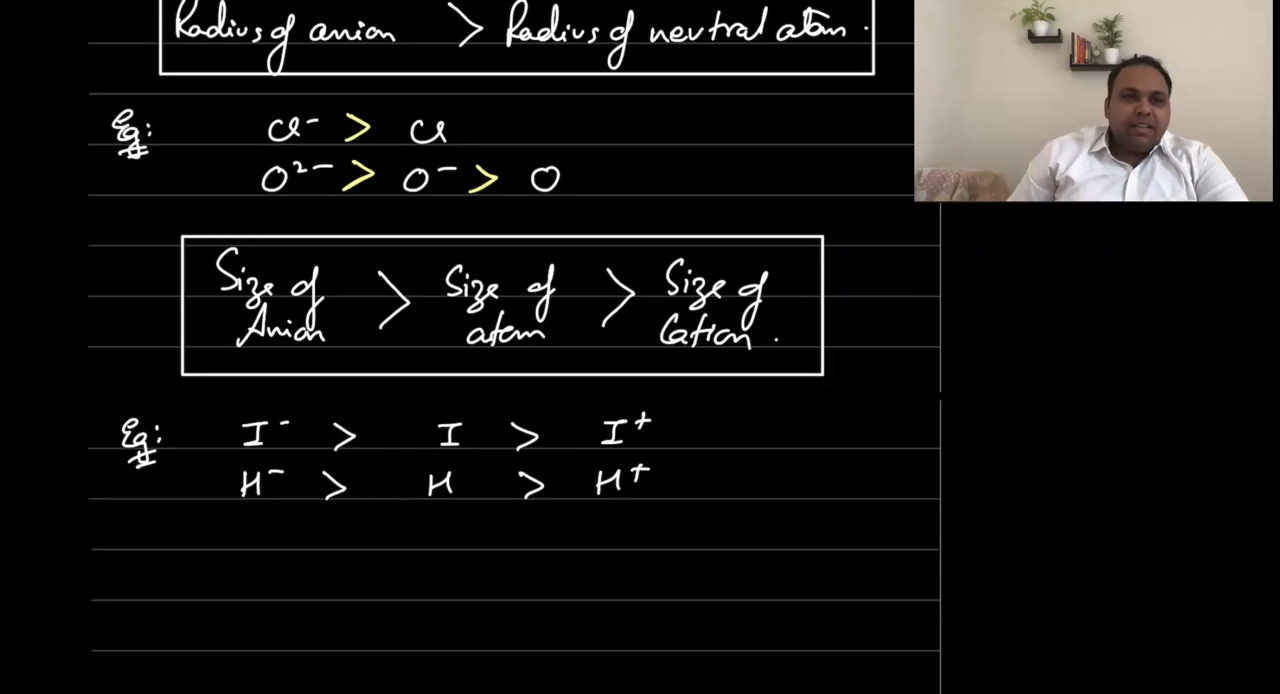 Radius of anion > Radius of neutral atom.
Eg: Cl⁻ > Cl
O²⁻ > O⁻ > O
Size of Anion > Size of atom > Size of Cation.
Eg: I⁻ > I > I⁺
H⁻ > H > H⁺